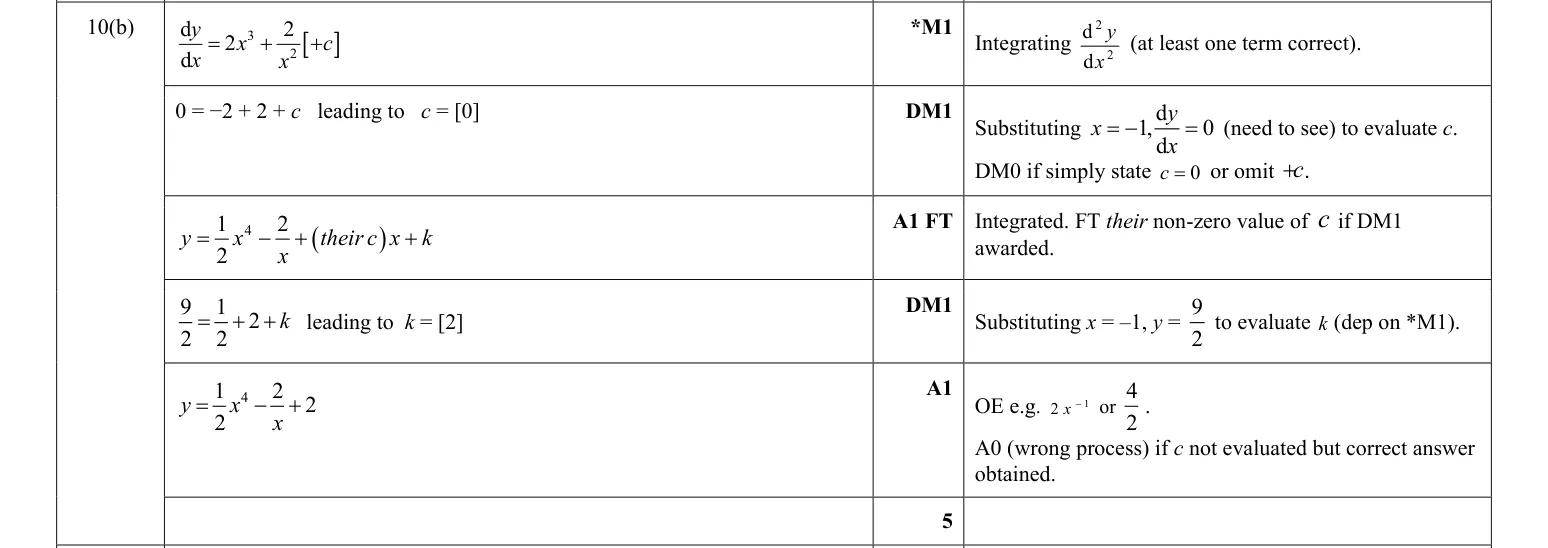 10(b)
dy/dx = 2x³ + 2/x² [+c]
*M1
Integrating d²y/dx² (at least one term correct).
0 = −2 + 2 + c leading to c = [0]
DM1
Substituting x = −1, dy/dx = 0 (need to see) to evaluate c.
DM0 if simply state c = 0 or omit +c.
y = 1/2 x⁴ − 2/x + (their c) x + k
A1 FT
Integrated. FT their non-zero value of c if DM1
awarded.
9/2 = 1/2 + 2 + k leading to k = [2]
DM1
Substituting x = –1, y = 9/2 to evaluate k (dep on *M1).
y = 1/2 x⁴ − 2/x + 2
A1
OE e.g. 2 x⁻¹ or 4/2 .
A0 (wrong process) if c not evaluated but correct answer
obtained.
5